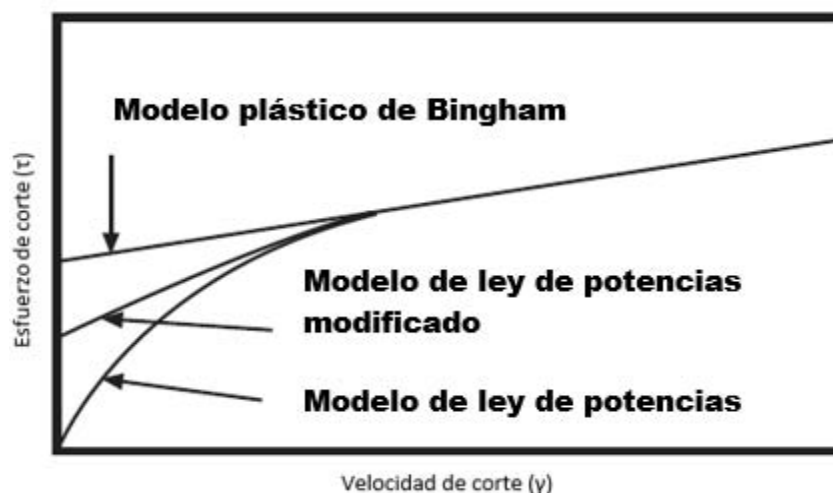 Modelo plástico de Bingham
Esfuerzo de corte (τ)
Modelo de ley de potencias
modificado
Modelo de ley de potencias
Velocidad de corte (γ)